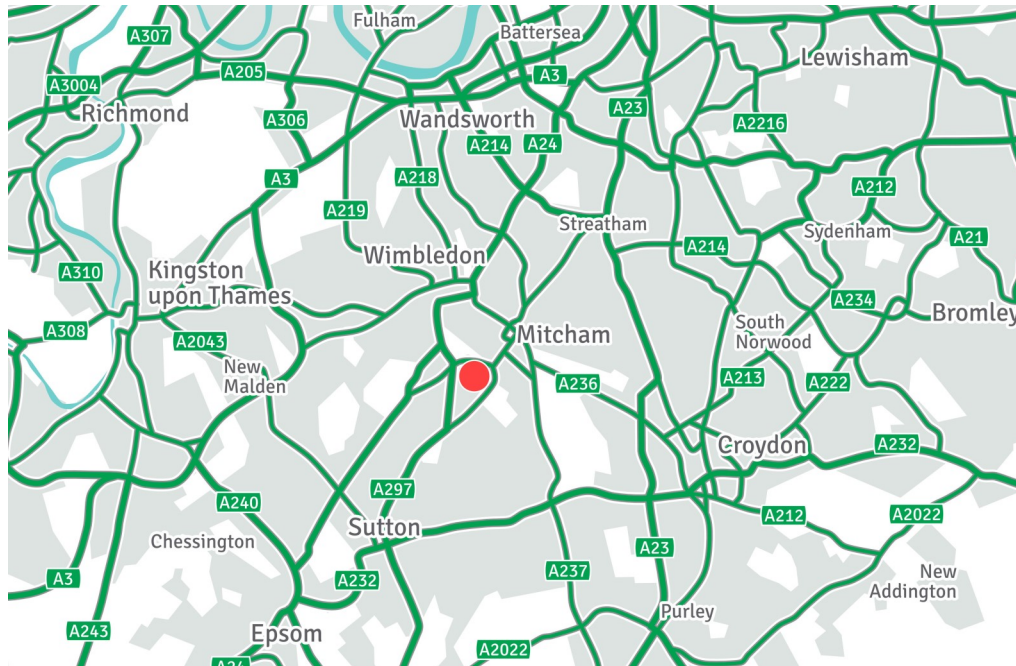 Fulham
A307
Battersea
Lewisham
A205
A3
A3004
Richmond
A306
Wandsworth
A23
A2216
A214
A24
A3
A218
A212
A219
Streatham
Sydenham
A21
A214
Wimbledon
A310
Kingston
upon Thames
A234
Bromley
A308
A2043
Mitcham
South
Norwood
New
Malden
A236
A213
A222
Croydon
A232
A297
A240
Sutton
A212
A2022
Chessington
A23
A3
A232
A237
New
Addington
Purley
A243
Epsom
A2022
A24